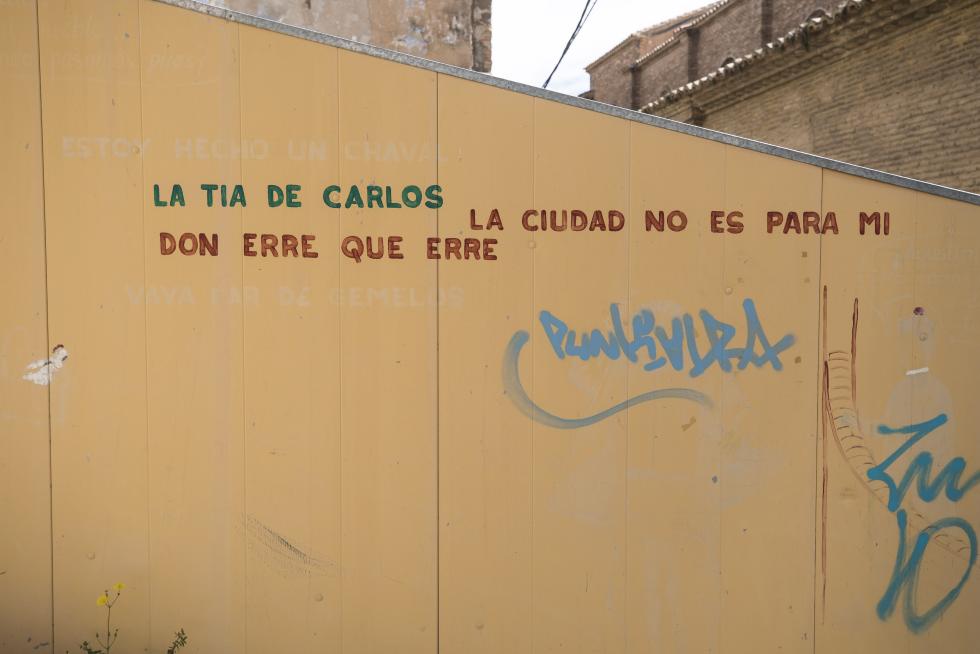 ESTOY HECHO UN CHAVAL
LA TIA DE CARLOS
LA CIUDAD NO ES PARA MI
DON ERRE QUE ERRE
VAYA PAR DE GEMELOS